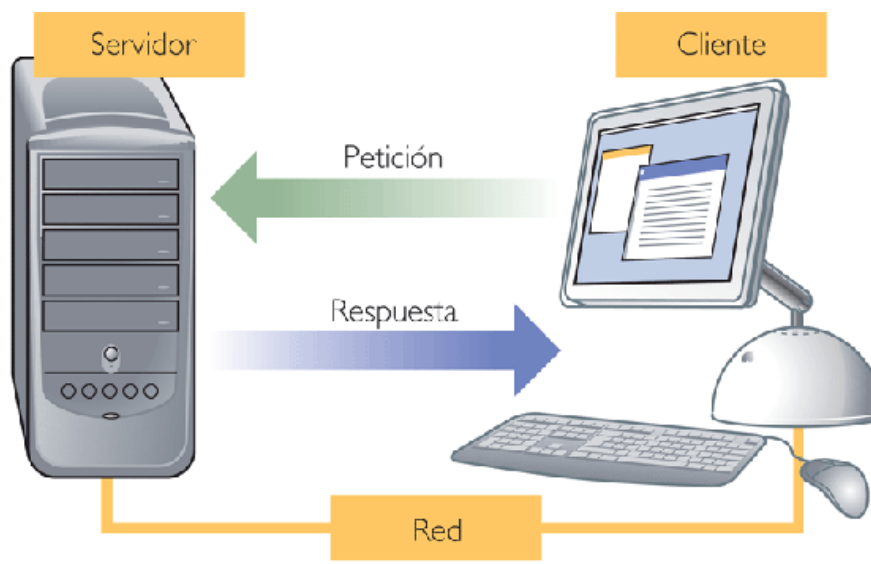 Servidor
Cliente
Petición
Respuesta
Red